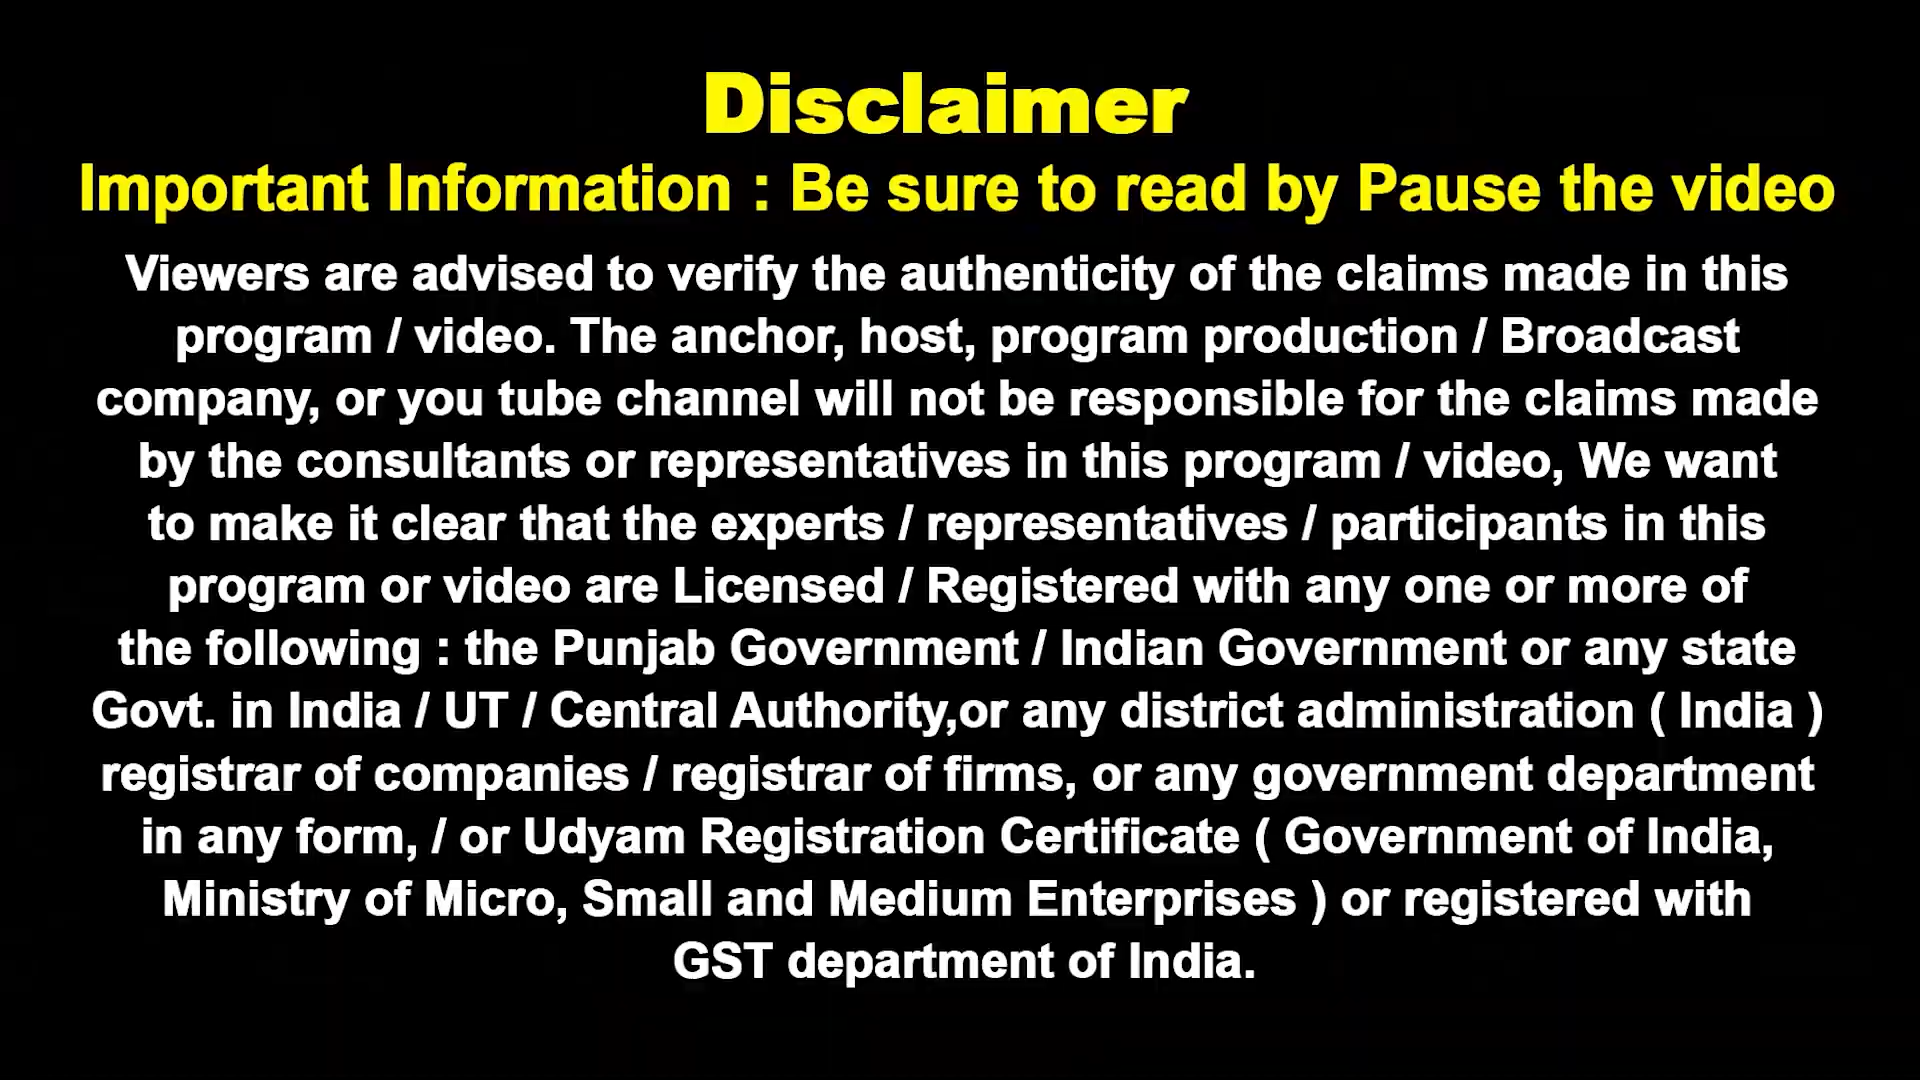 Disclaimer
Important Information : Be sure to read by Pause the video
Viewers are advised to verify the authenticity of the claims made in this
program / video. The anchor, host, program production / Broadcast
company, or you tube channel will not be responsible for the claims made
by the consultants or representatives in this program / video, We want
to make it clear that the experts / representatives / participants in this
program or video are Licensed / Registered with any one or more of
the following : the Punjab Government / Indian Government or any state
Govt. in India / UT / Central Authority,or any district administration ( India )
registrar of companies / registrar of firms, or any government department
in any form, / or Udyam Registration Certificate ( Government of India,
Ministry of Micro, Small and Medium Enterprises ) or registered with
GST department of India.